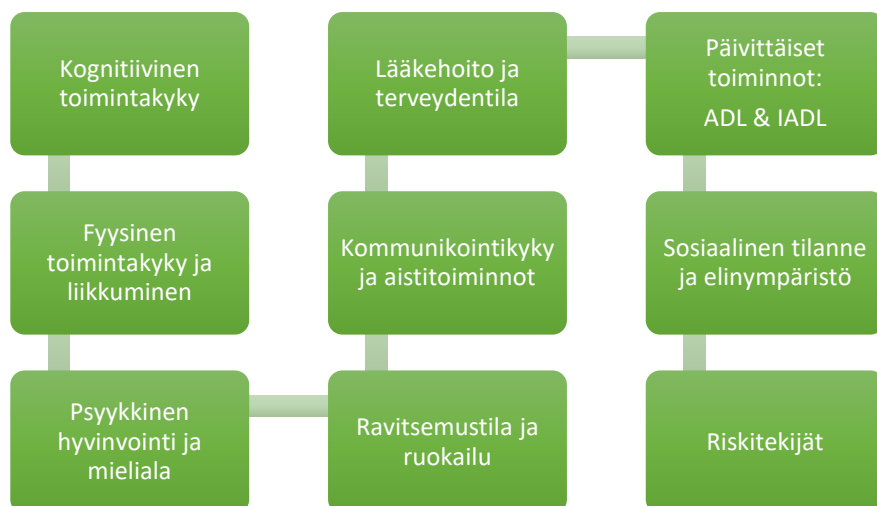 Kognitiivinen
toimintakyky
Fyysinen
toimintakyky ja
liikkuminen
Psyykkinen
hyvinvointi ja
mieliala
Ravitsemustila ja
ruokailu
Kommunikointikyky
ja aistitoiminnot
Lääkehoito ja
terveydentila
Päivittäiset
toiminnot:
ADL & IADL
Sosiaalinen tilanne
ja elinympäristö
Riskitekijät